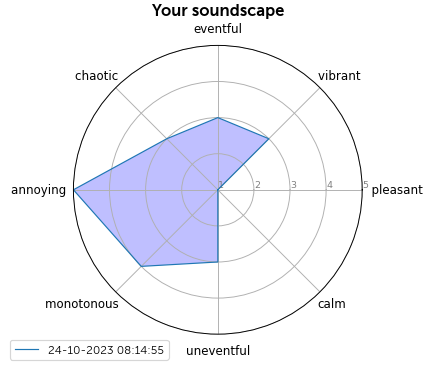 Your soundscape
eventful
chaotic
vibrant
annoying
1
2
3
4
5
pleasant
monotonous
calm
24-10-2023 08:14:55
uneventful